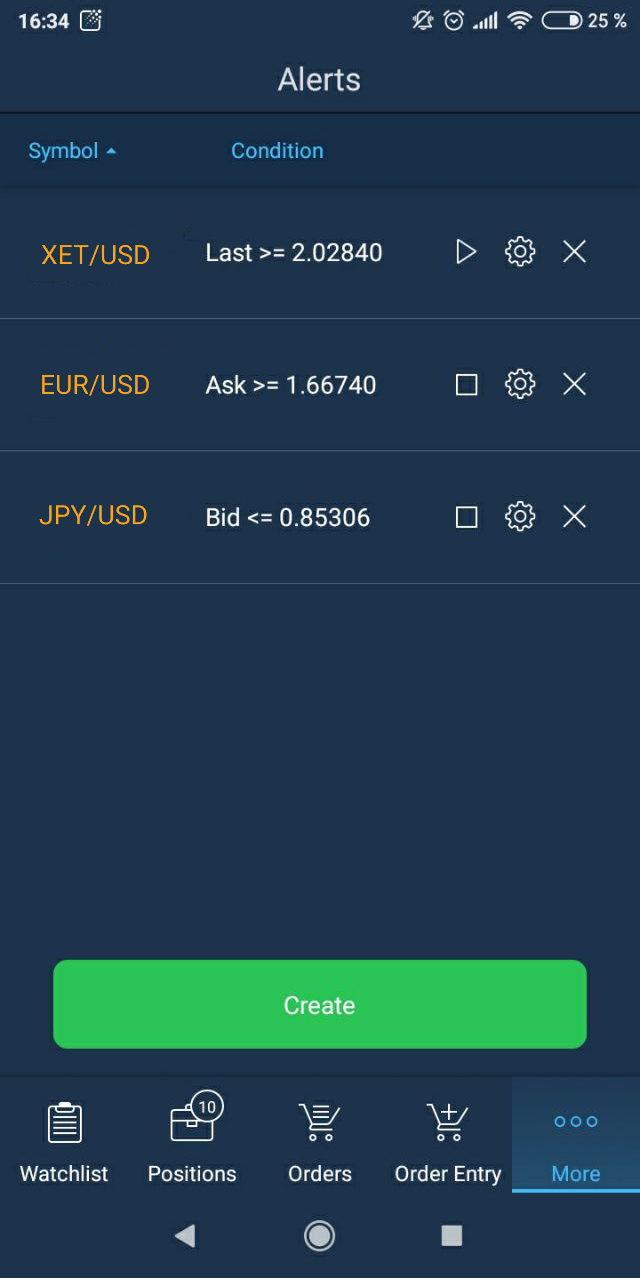 16:34 25 %
Alerts
Symbol Condition
XET/USD Last >= 2.02840
EUR/USD Ask >= 1.66740
JPY/USD Bid <= 0.85306
Create
10
Watchlist Positions Orders Order Entry More